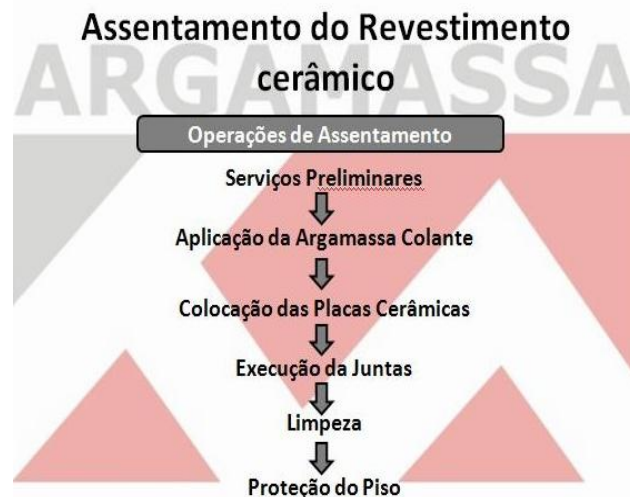 Assentamento do Revestimento
cerâmico
ARGAMASSA
Operações de Assentamento
Serviços Preliminares
Aplicação da Argamassa Colante
Colocação das Placas Cerâmicas
Execução da Juntas
Limpeza
Proteção do Piso